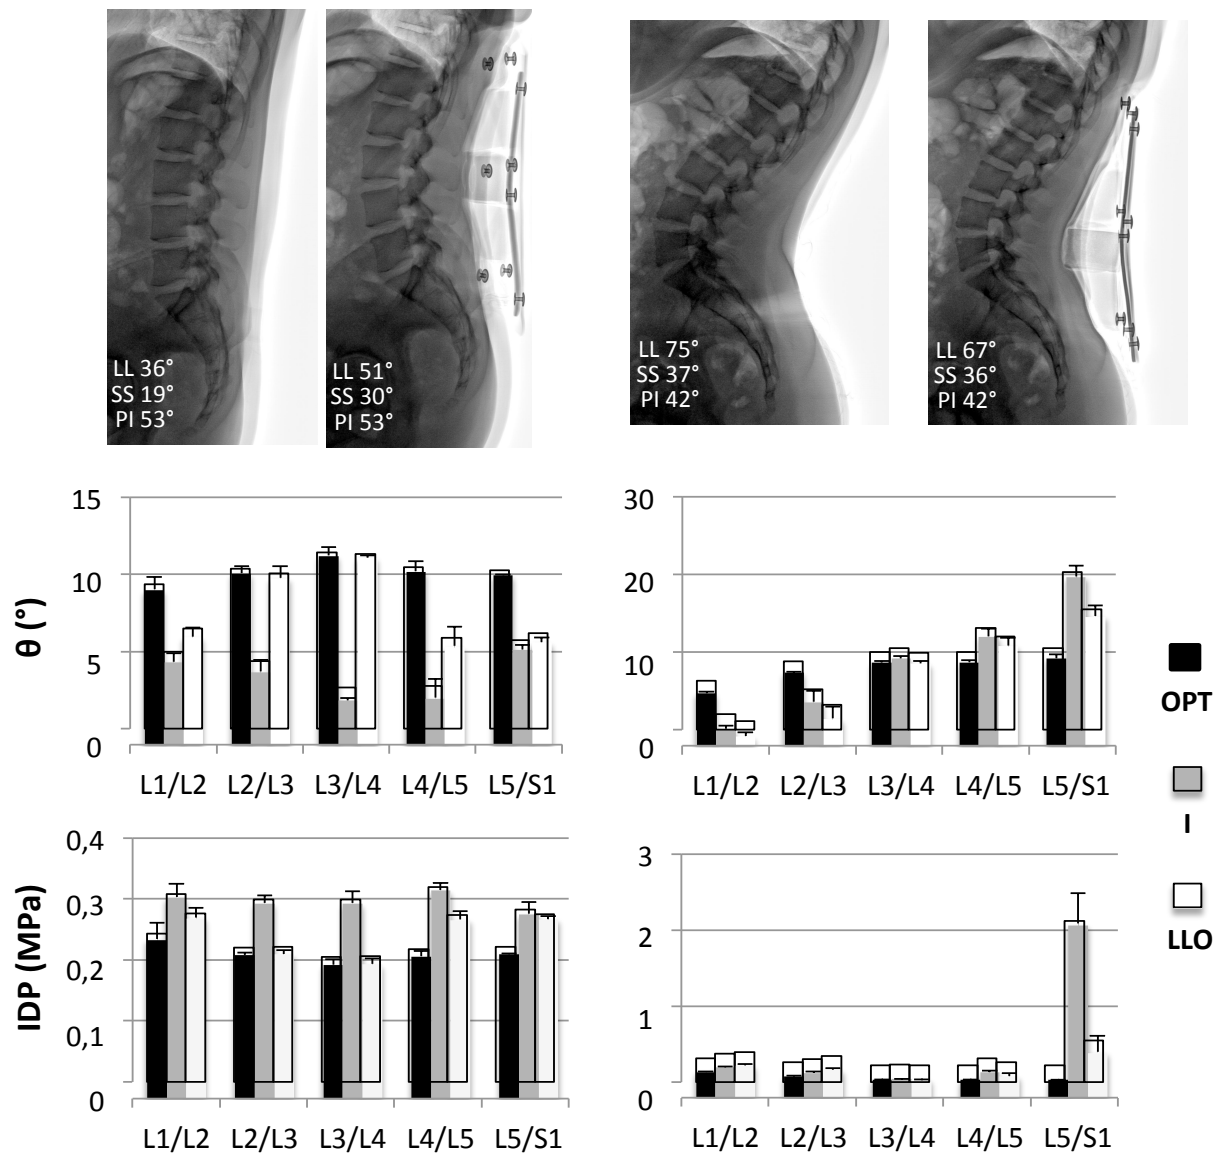 LL 36°
SS 19°
PI 53°
LL 51°
SS 30°
PI 53°
LL 75°
SS 37°
PI 42°
LL 67°
SS 36°
PI 42°
θ (°)
15
10
5
0
L1/L2 L2/L3 L3/L4 L4/L5 L5/S1
30
20
10
0
L1/L2 L2/L3 L3/L4 L4/L5 L5/S1
IDP (MPa)
0,4
0,3
0,2
0,1
0
L1/L2 L2/L3 L3/L4 L4/L5 L5/S1
3
2
1
0
L1/L2 L2/L3 L3/L4 L4/L5 L5/S1
OPT
I
LLO